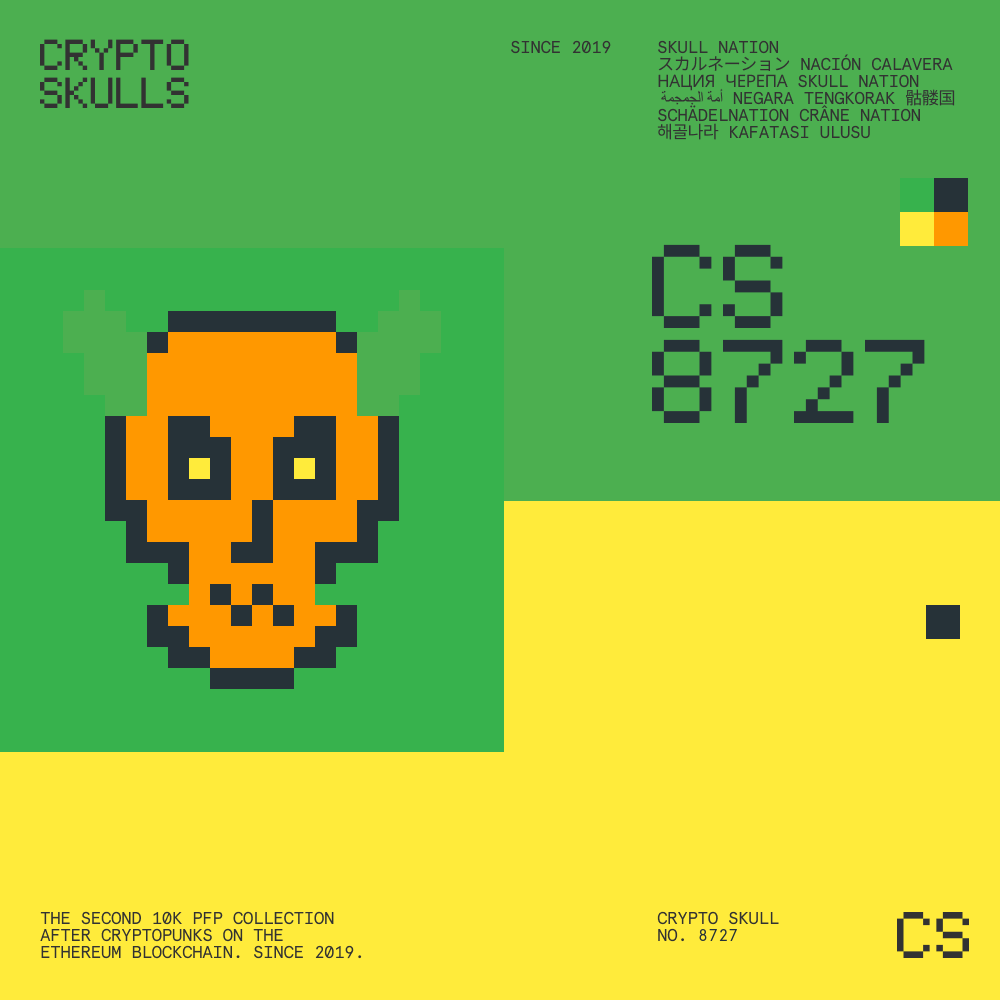 CRYPTO
SKULLS
SINCE 2019
SKULL NATION
スカルネーション NACIÓN CALAVERA
НАЦИЯ ЧЕРЕПА SKULL NATION
أمة الجمجمة NEGARA TENGKORAK 骷髅国
SCHÄDELNATION CRÂNE NATION
해골나라 KAFATASI ULUSU
CS
8727
THE SECOND 10K PFP COLLECTION
AFTER CRYPTOPUNKS ON THE
ETHEREUM BLOCKCHAIN. SINCE 2019.
CRYPTO SKULL
NO. 8727
CS